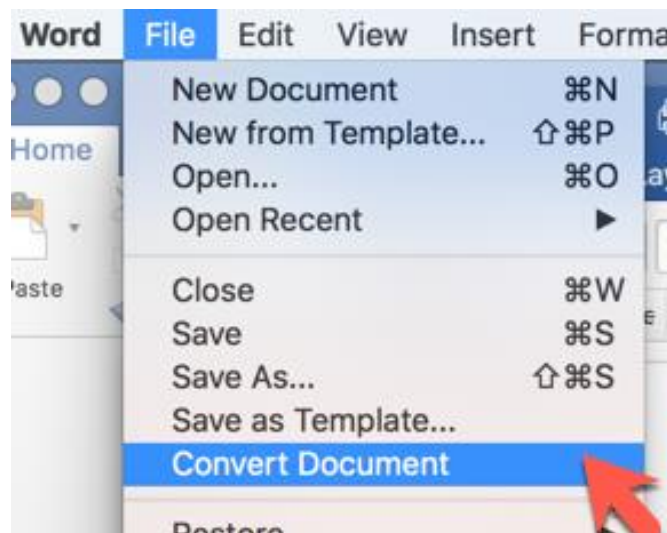 Word File Edit View Insert Forma
New Document ⌘N
Home
New from Template... ⇧⌘P
Open... ⌘O
Open Recent ▶
Paste
Close ⌘W
Save ⌘S
Save As... ⇧⌘S
Save as Template...
Convert Document
Restore